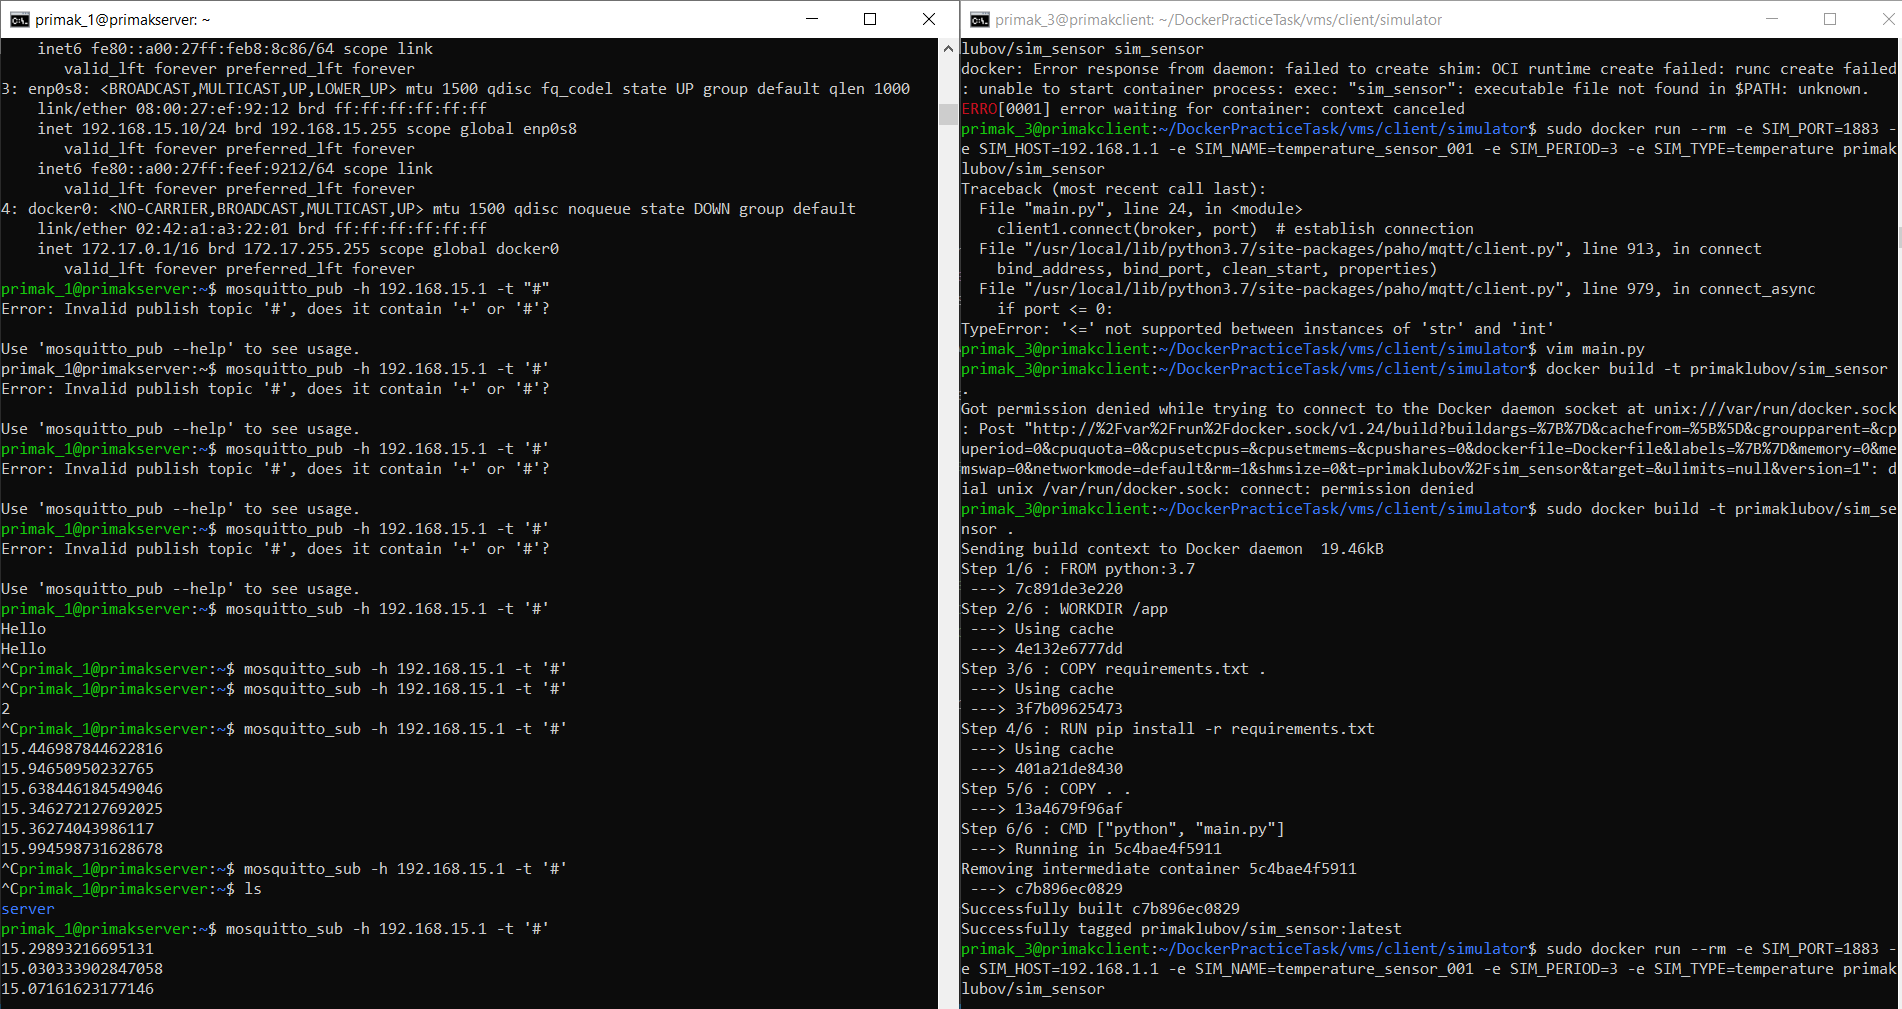 primak_1@primakserver: ~
inet6 fe80::a00:27ff:feb8:8c86/64 scope link
valid_lft forever preferred_lft forever
3: enp0s8: <BROADCAST,MULTICAST,UP,LOWER_UP> mtu 1500 qdisc fq_codel state UP group default qlen 1000
link/ether 08:00:27:ef:92:12 brd ff:ff:ff:ff:ff:ff
inet 192.168.15.10/24 brd 192.168.15.255 scope global enp0s8
valid_lft forever preferred_lft forever
inet6 fe80::a00:27ff:feef:9212/64 scope link
valid_lft forever preferred_lft forever
4: docker0: <NO-CARRIER,BROADCAST,MULTICAST,UP> mtu 1500 qdisc noqueue state DOWN group default
link/ether 02:42:a1:a3:22:01 brd ff:ff:ff:ff:ff:ff
inet 172.17.0.1/16 brd 172.17.255.255 scope global docker0
valid_lft forever preferred_lft forever
primak_1@primakserver:~$ mosquitto_pub -h 192.168.15.1 -t "#"
Error: Invalid publish topic '#', does it contain '+' or '#'?
Use 'mosquitto_pub --help' to see usage.
primak_1@primakserver:~$ mosquitto_pub -h 192.168.15.1 -t '#'
Error: Invalid publish topic '#', does it contain '+' or '#'?
Use 'mosquitto_pub --help' to see usage.
primak_1@primakserver:~$ mosquitto_pub -h 192.168.15.1 -t '#'
Error: Invalid publish topic '#', does it contain '+' or '#'?
Use 'mosquitto_pub --help' to see usage.
primak_1@primakserver:~$ mosquitto_pub -h 192.168.15.1 -t '#'
Error: Invalid publish topic '#', does it contain '+' or '#'?
Use 'mosquitto_pub --help' to see usage.
primak_1@primakserver:~$ mosquitto_sub -h 192.168.15.1 -t '#'
Hello
Hello
^Cprimak_1@primakserver:~$ mosquitto_sub -h 192.168.15.1 -t '#'
^Cprimak_1@primakserver:~$ mosquitto_sub -h 192.168.15.1 -t '#'
2
^Cprimak_1@primakserver:~$ mosquitto_sub -h 192.168.15.1 -t '#'
15.446987844622816
15.94650950232765
15.638446184549046
15.346272127692025
15.36274043986117
15.994598731628678
^Cprimak_1@primakserver:~$ mosquitto_sub -h 192.168.15.1 -t '#'
^Cprimak_1@primakserver:~$ ls
server
primak_1@primakserver:~$ mosquitto_sub -h 192.168.15.1 -t '#'
15.29893216695131
15.030333902847058
15.07161623177146
primak_3@primakclient: ~/DockerPracticeTask/vms/client/simulator
lubov/sim_sensor sim_sensor
docker: Error response from daemon: failed to create shim: OCI runtime create failed: runc create failed
: unable to start container process: exec: "sim_sensor": executable file not found in $PATH: unknown.
ERRO[0001] error waiting for container: context canceled
primak_3@primakclient:~/DockerPracticeTask/vms/client/simulator$ sudo docker run --rm -e SIM_PORT=1883 -
e SIM_HOST=192.168.1.1 -e SIM_NAME=temperature_sensor_001 -e SIM_PERIOD=3 -e SIM_TYPE=temperature primak
lubov/sim_sensor
Traceback (most recent call last):
File "main.py", line 24, in <module>
client1.connect(broker, port)  # establish connection
File "/usr/local/lib/python3.7/site-packages/paho/mqtt/client.py", line 913, in connect
bind_address, bind_port, clean_start, properties)
File "/usr/local/lib/python3.7/site-packages/paho/mqtt/client.py", line 979, in connect_async
if port <= 0:
TypeError: '<=' not supported between instances of 'str' and 'int'
primak_3@primakclient:~/DockerPracticeTask/vms/client/simulator$ vim main.py
primak_3@primakclient:~/DockerPracticeTask/vms/client/simulator$ docker build -t primaklubov/sim_sensor
.
Got permission denied while trying to connect to the Docker daemon socket at unix:///var/run/docker.sock
: Post "http://%2Fvar%2Frun%2Fdocker.sock/v1.24/build?buildargs=%7B%7D&cachefrom=%5B%5D&cgroupparent=&cp
uperiod=0&cpuquota=0&cpusetcpus=&cpusetmems=&cpushares=0&dockerfile=Dockerfile&labels=%7B%7D&memory=0&me
mswap=0&networkmode=default&rm=1&shmsize=0&t=primaklubov%2Fsim_sensor&target=&ulimits=null&version=1": d
ial unix /var/run/docker.sock: connect: permission denied
primak_3@primakclient:~/DockerPracticeTask/vms/client/simulator$ sudo docker build -t primaklubov/sim_se
nsor .
Sending build context to Docker daemon  19.46kB
Step 1/6 : FROM python:3.7
---> 7c891de3e220
Step 2/6 : WORKDIR /app
---> Using cache
---> 4e132e6777dd
Step 3/6 : COPY requirements.txt .
---> Using cache
---> 3f7b09625473
Step 4/6 : RUN pip install -r requirements.txt
---> Using cache
---> 401a21de8430
Step 5/6 : COPY . .
---> 13a4679f96af
Step 6/6 : CMD ["python", "main.py"]
---> Running in 5c4bae4f5911
Removing intermediate container 5c4bae4f5911
---> c7b896ec0829
Successfully built c7b896ec0829
Successfully tagged primaklubov/sim_sensor:latest
primak_3@primakclient:~/DockerPracticeTask/vms/client/simulator$ sudo docker run --rm -e SIM_PORT=1883 -
e SIM_HOST=192.168.1.1 -e SIM_NAME=temperature_sensor_001 -e SIM_PERIOD=3 -e SIM_TYPE=temperature primak
lubov/sim_sensor